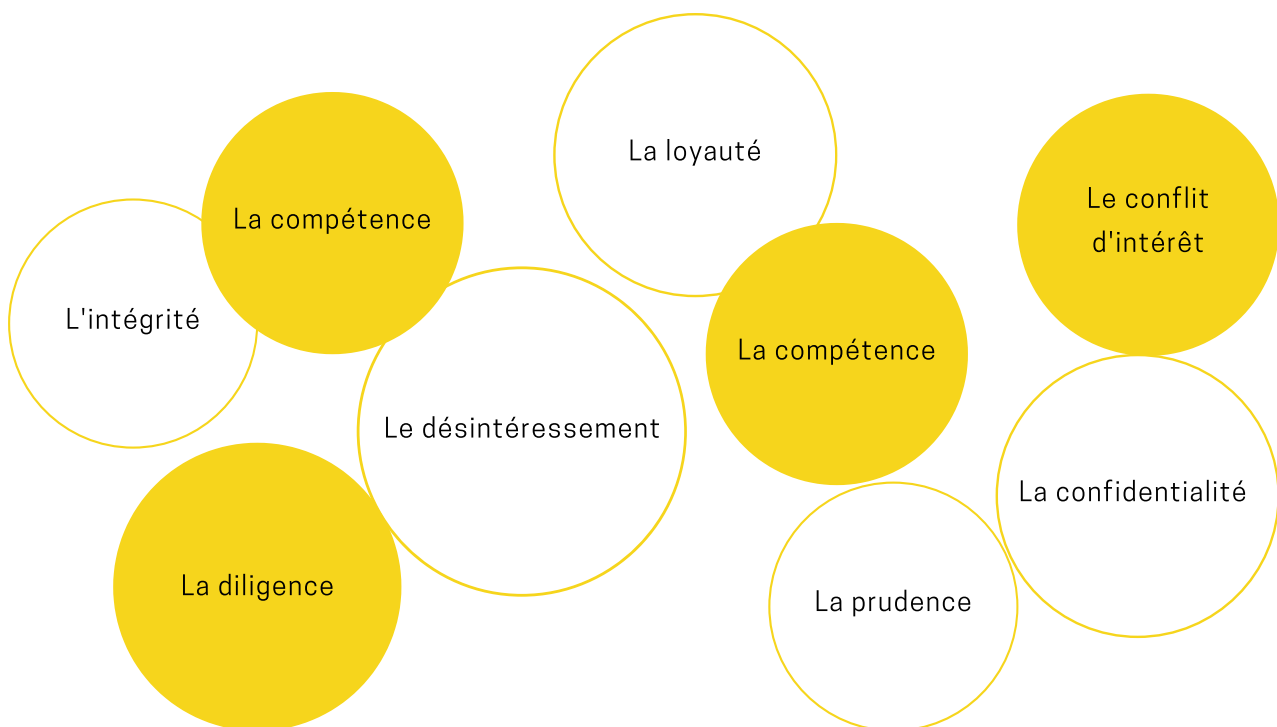 La loyauté
Le conflit
d'intérêt
La compétence
L'intégrité
La compétence
Le désintéressement
La confidentialité
La diligence
La prudence